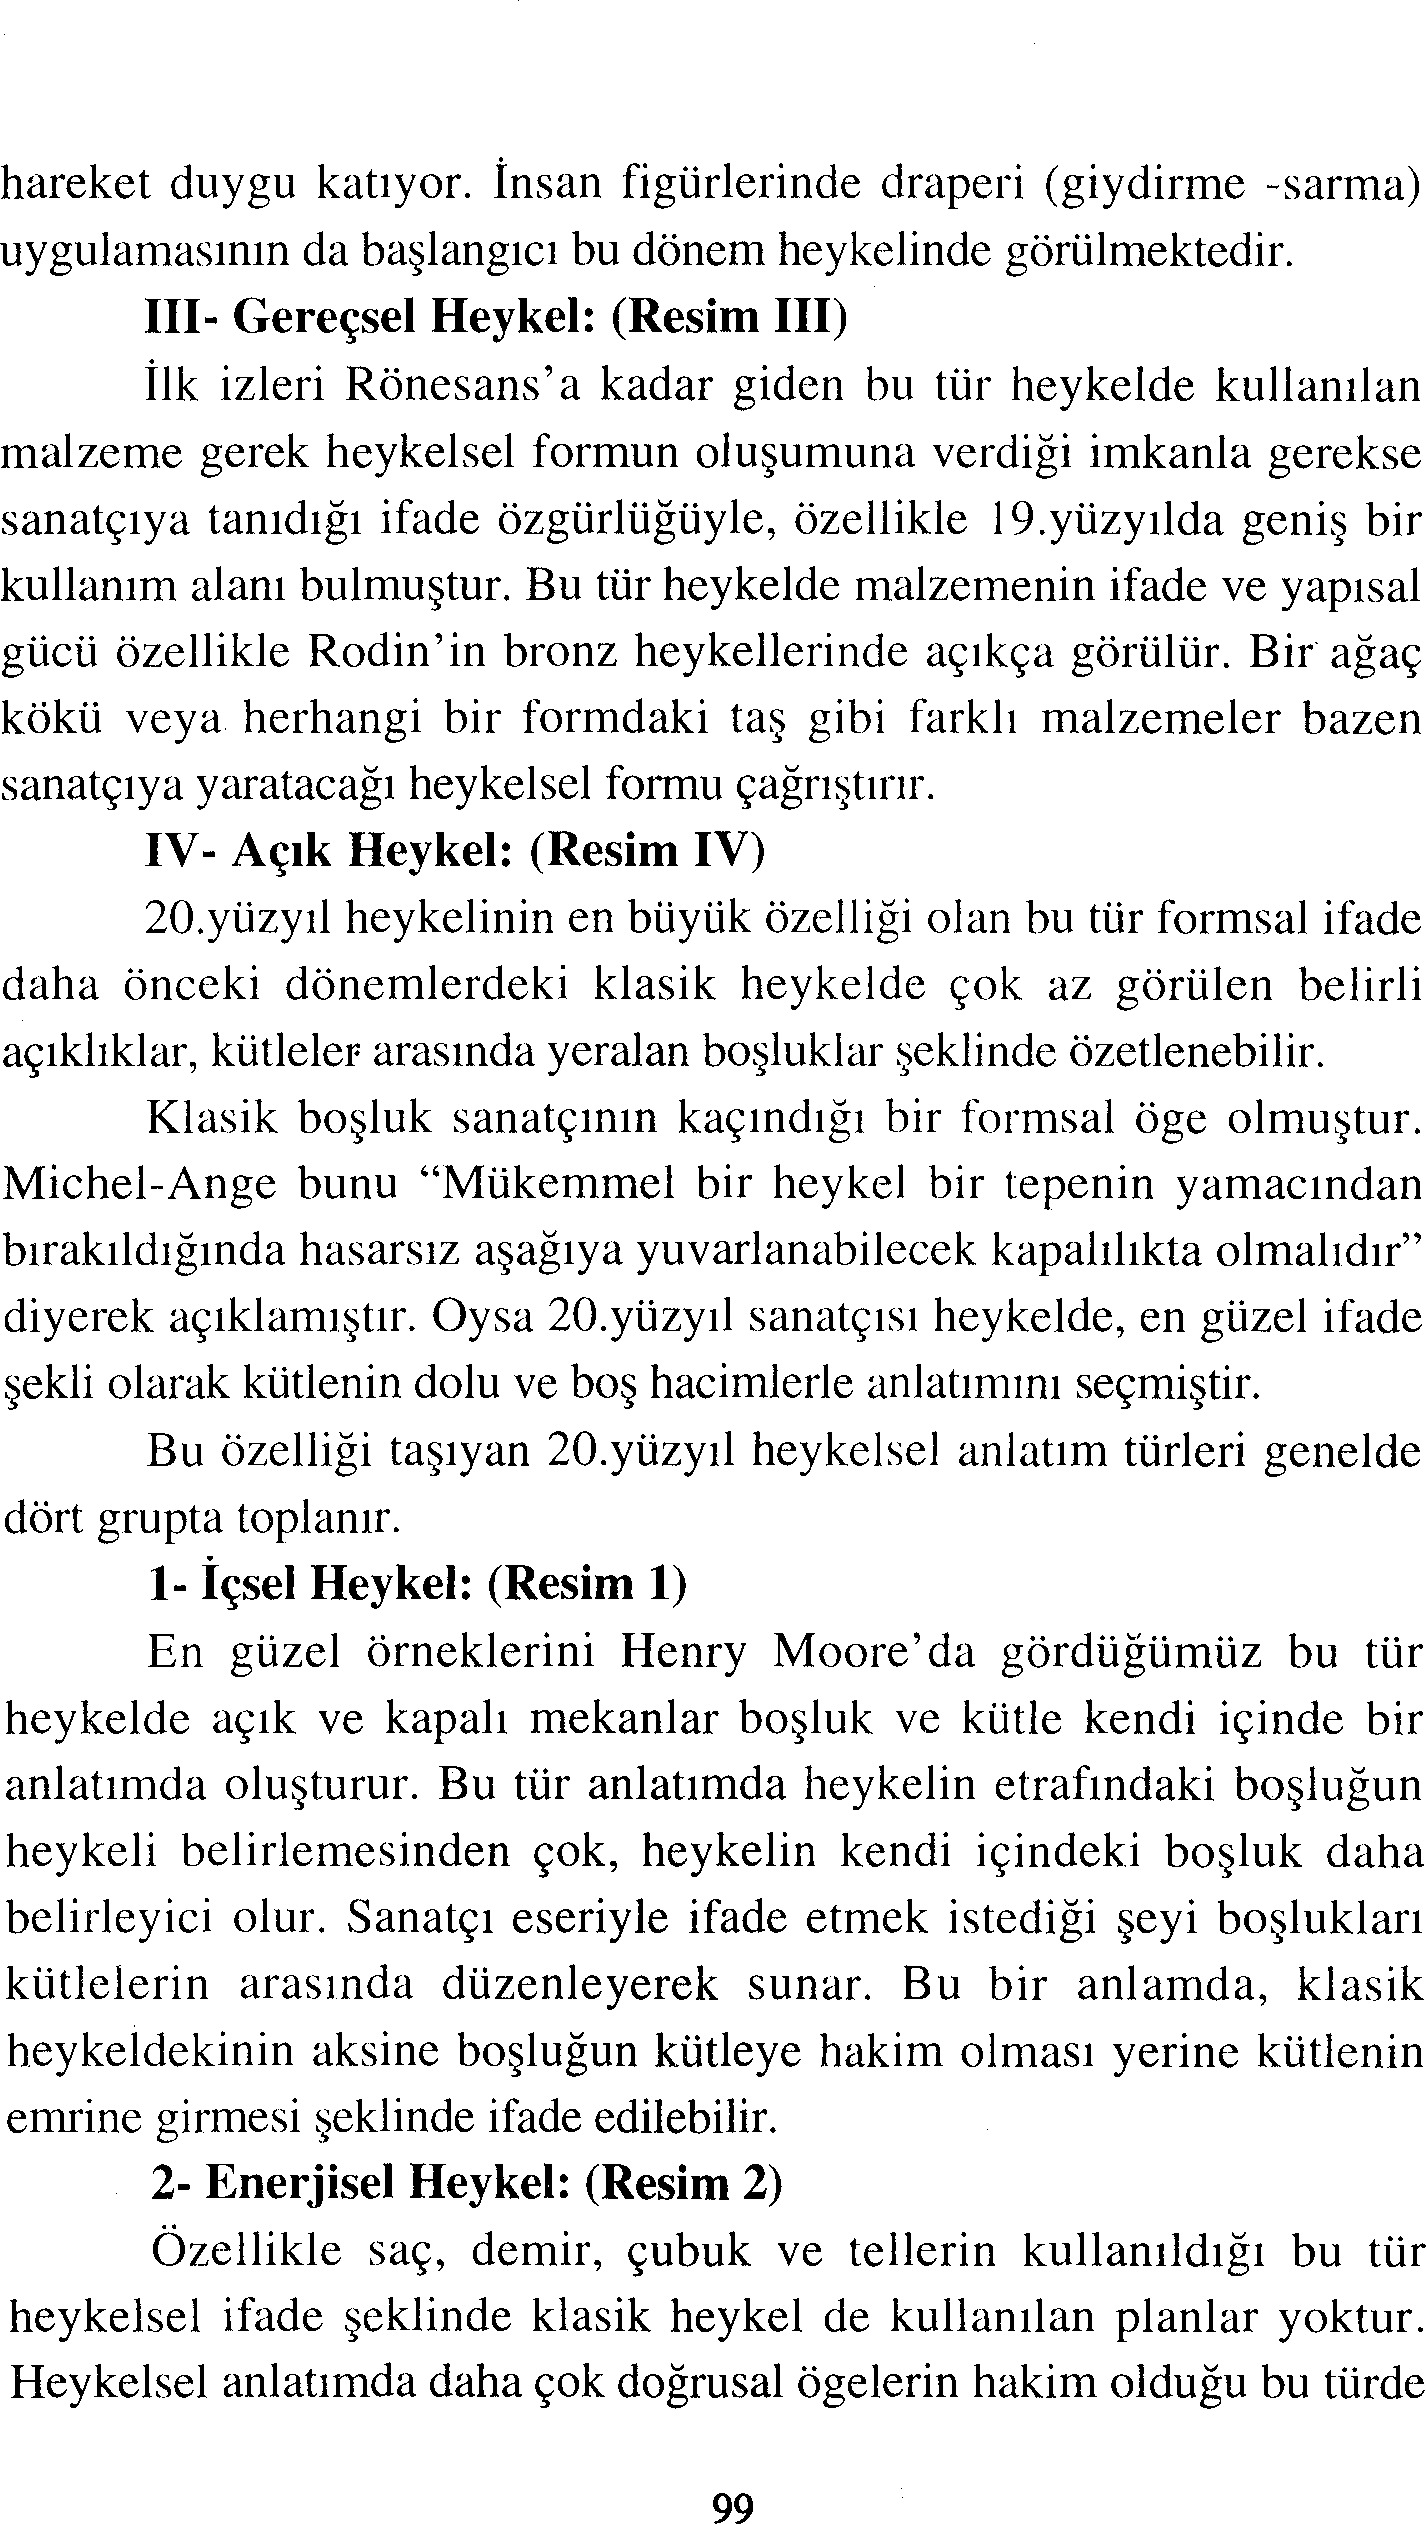 hareket duygu katıyor. İnsan figürlerinde draperi (giydirme -sarma)
uygulamasının da başlangıcı bu dönem heykelinde görülmektedir.
III- Gereçsel Heykel: (Resim III)
İlk izleri Rönesans'a kadar giden bu tür heykelde kullanılan
malzeme gerek heykelsel formun oluşumuna verdiği imkanla gerekse
sanatçıya tanıdığı ifade özgürlüğüyle, özellikle 19.yüzyılda geniş bir
kullanım alanı bulmuştur. Bu tür heykelde malzemenin ifade ve yapısal
gücü özellikle Rodin'in bronz heykellerinde açıkça görülür. Bir ağaç
kökü veya herhangi bir formdaki taş gibi farklı malzemeler bazen
sanatçıya yaratacağı heykelsel formu çağrıştırır.
IV- Açık Heykel: (Resim IV)
20.yüzyıl heykelinin en büyük özelliği olan bu tür formsal ifade
daha önceki dönemlerdeki klasik heykelde çok az görülen belirli
açıklıklar, kütleler arasında yeralan boşluklar şeklinde özetlenebilir.
Klasik boşluk sanatçının kaçındığı bir formsal öge olmuştur.
Michel-Ange bunu "Mükemmel bir heykel bir tepenin yamacından
bırakıldığında hasarsız aşağıya yuvarlanabilecek kapalılıkta olmalıdır"
diyerek açıklamıştır. Oysa 20.yüzyıl sanatçısı heykelde, en güzel ifade
şekli olarak kütlenin dolu ve boş hacimlerle anlatımını seçmiştir.
Bu özelliği taşıyan 20.yüzyıl heykelsel anlatım türleri genelde
dört grupta toplanır.
1- İçsel Heykel: (Resim 1)
En güzel örneklerini Henry Moore'da gördüğümüz bu tür
heykelde açık ve kapalı mekanlar boşluk ve kütle kendi içinde bir
anlatımda oluşturur. Bu tür anlatımda heykelin etrafındaki boşluğun
heykeli belirlemesinden çok, heykelin kendi içindeki boşluk daha
belirleyici olur. Sanatçı eseriyle ifade etmek istediği şeyi boşlukları
kütlelerin arasında düzenleyerek sunar. Bu bir anlamda, klasik
heykeldekinin aksine boşluğun kütleye hakim olması yerine kütlenin
emrine girmesi şeklinde ifade edilebilir.
2- Enerjisel Heykel: (Resim 2)
Özellikle saç, demir, çubuk ve tellerin kullanıldığı bu tür
heykelsel ifade şeklinde klasik heykel de kullanılan planlar yoktur.
Heykelsel anlatımda daha çok doğrusal ögelerin hakim olduğu bu türde
99